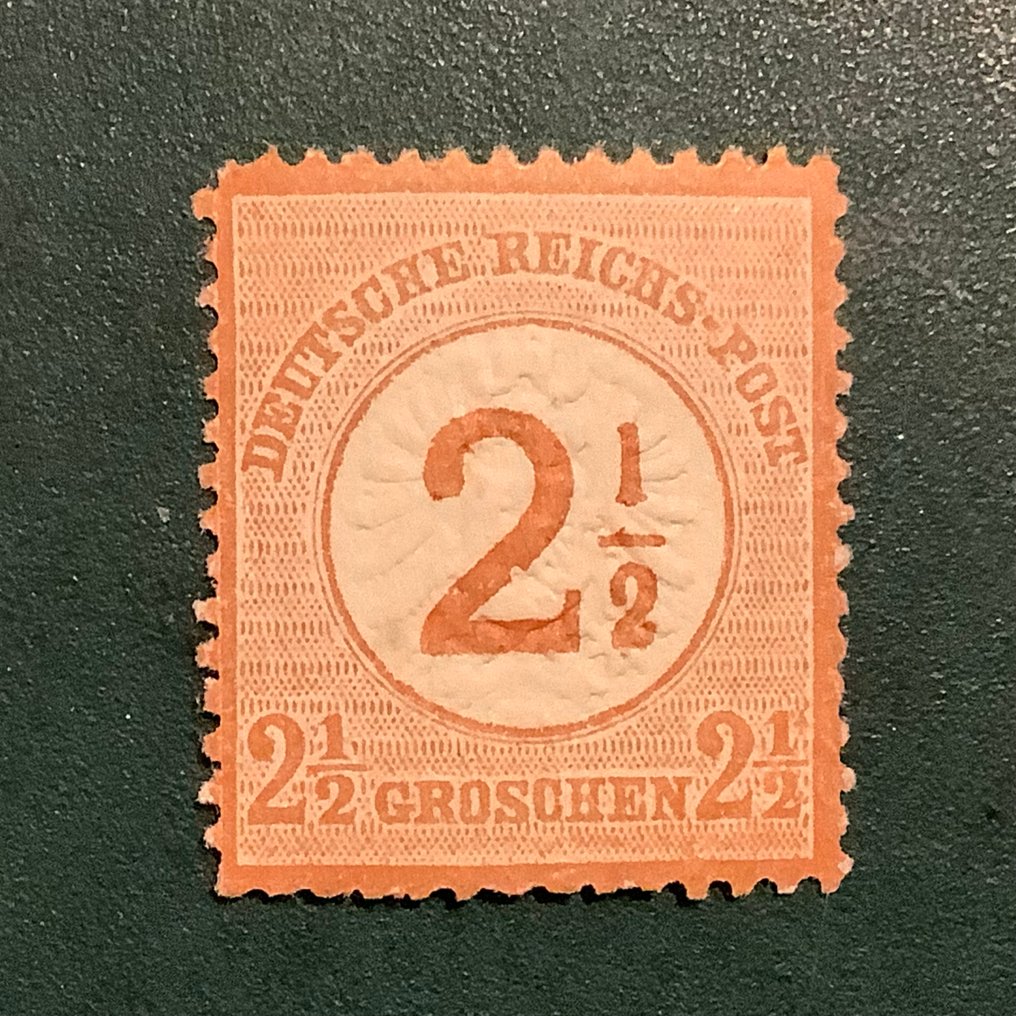 DEUTSCHE REICHS-POST
2 1/2
2 1/2 GROSCHEN 2 1/2